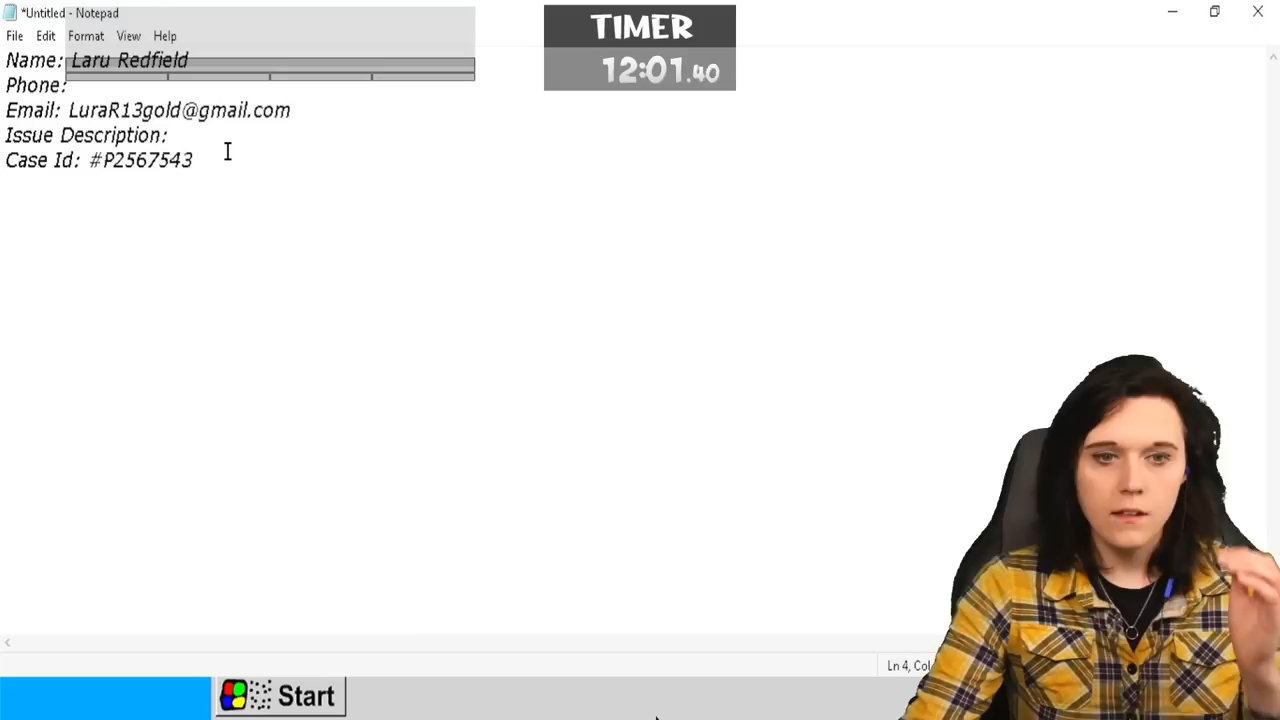 *Untitled - Notepad
File Edit Format View Help
TIMER
12:01.40
Name: Laru Redfield
Phone:
Email: LuraR13gold@gmail.com
Issue Description:
Case Id: #P2567543
Ln 4, Col
Start